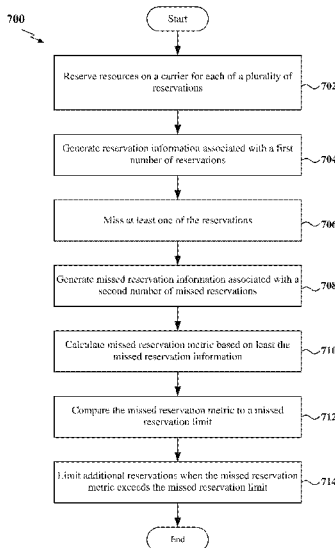 700
Start
Reserve resources on a carrier for each of a plurality of
reservations
702
Generate reservation information associated with a first
number of reservations
704
Miss at least one of the reservations
706
Generate missed reservation information associated with a
second number of missed reservations
708
Calculate missed reservation metric based on least the
missed reservation information
710
Compare the missed reservation metric to a missed
reservation limit
712
Limit additional reservations when the missed reservation
metric exceeds the missed reservation limit
714
End